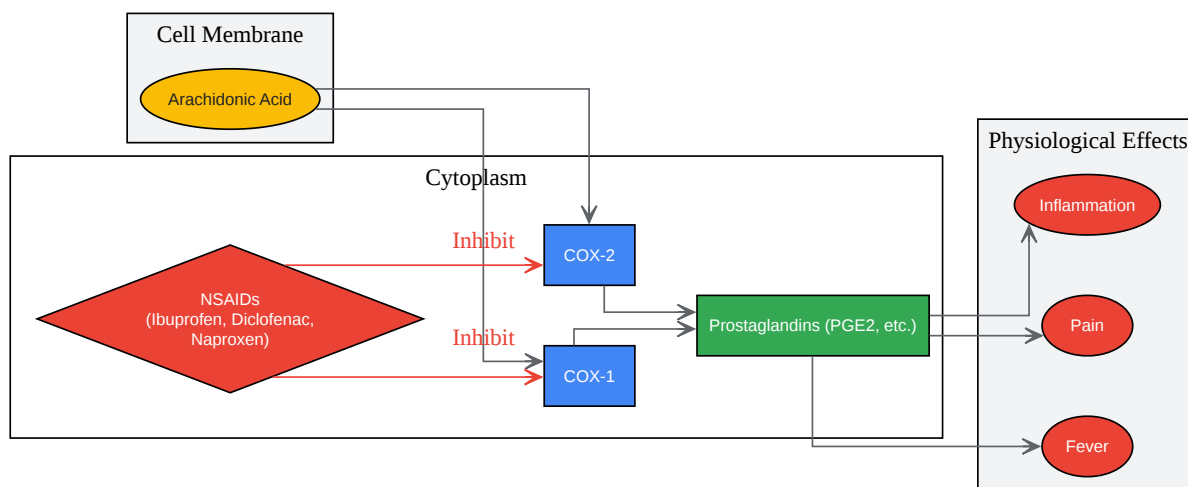 Cell Membrane
Arachidonic Acid
Cytoplasm
Physiological Effects
Inflammation
Inhibit
COX-2
NSAIDs
(Ibuprofen, Diclofenac,
Naproxen)
Prostaglandins (PGE2, etc.)
Pain
Inhibit
COX-1
Fever